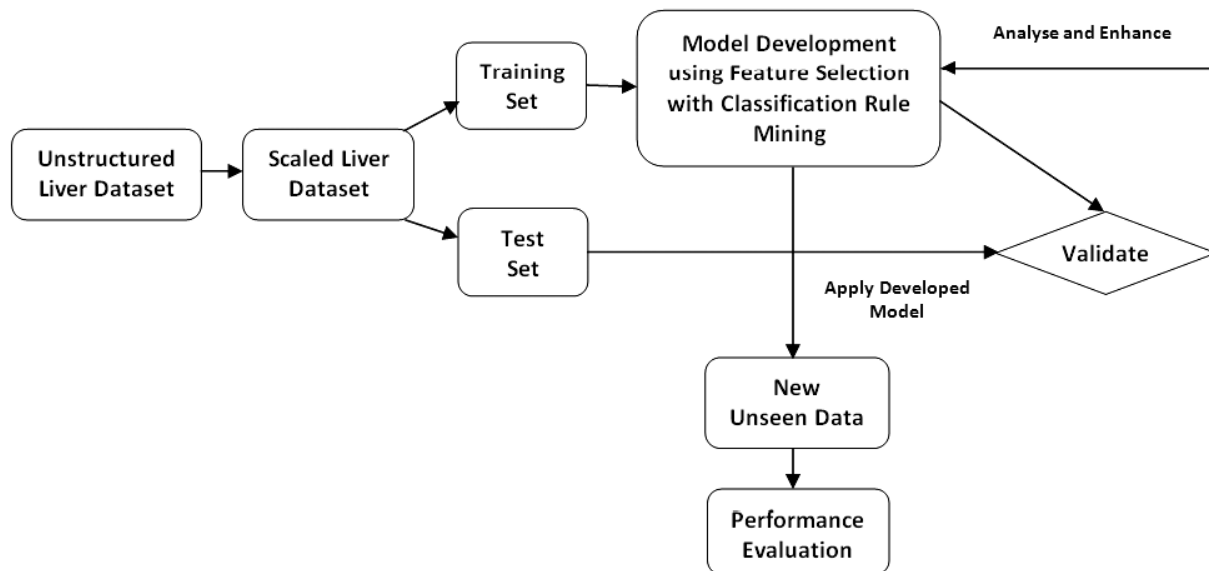 Model Development
using Feature Selection
with Classification Rule
Mining
Analyse and Enhance
Training
Set
Unstructured
Liver Dataset
Scaled Liver
Dataset
Test
Set
Validate
Apply Developed
Model
New
Unseen Data
Performance
Evaluation